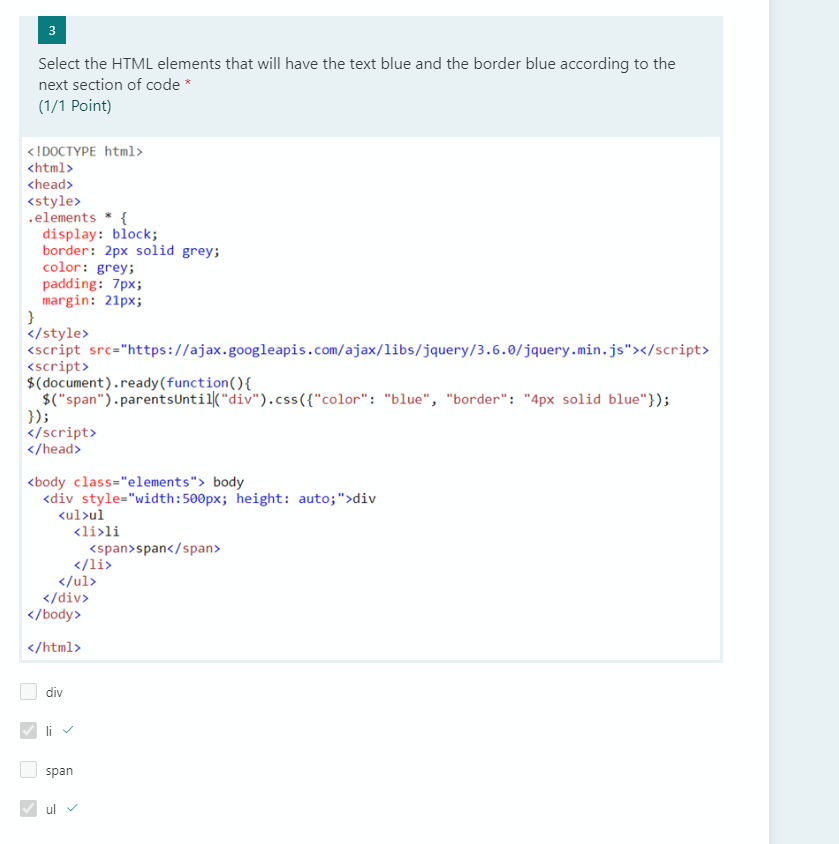 3
Select the HTML elements that will have the text blue and the border blue according to the
next section of code *
(1/1 Point)
<!DOCTYPE html>
<html>
<head>
<style>
.elements * {
  display: block;
  border: 2px solid grey;
  color: grey;
  padding: 7px;
  margin: 21px;
}
</style>
<script src="https://ajax.googleapis.com/ajax/libs/jquery/3.6.0/jquery.min.js"></script>
<script>
$(document).ready(function(){
  $("span").parentsUntil("div").css({"color": "blue", "border": "4px solid blue"});
});
</script>
</head>
<body class="elements"> body
  <div style="width:500px; height: auto;">div
    <ul>ul
      <li>li
        <span>span</span>
      </li>
    </ul>
  </div>
</body>
</html>
div
li
span
ul